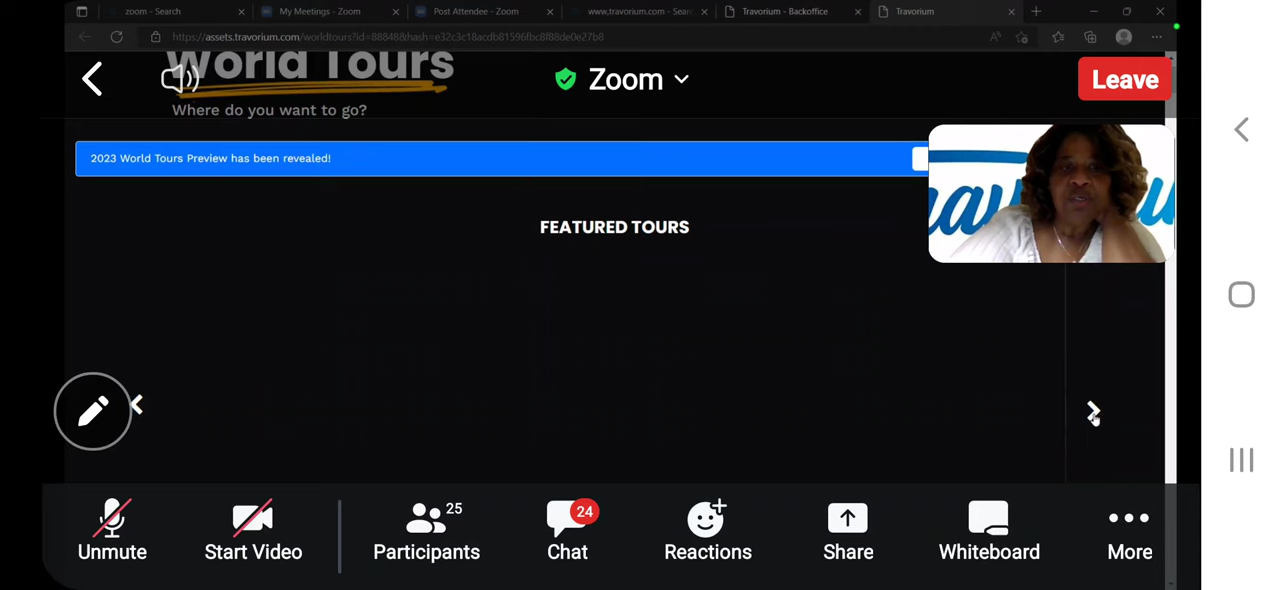 zoom - Search
My Meetings - Zoom
Post Attendee - Zoom
www.travorium.com - Sear
Travorium - Backoffice
Travorium
https://assets.travorium.com/worldtours?id=88848&hash=e32c3c18acdb81596fbc8f88de0e27b8
World Tours
Where do you want to go?
Zoom
Leave
2023 World Tours Preview has been revealed!
FEATURED TOURS
Unmute
Start Video
25
Participants
24
Chat
Reactions
Share
Whiteboard
More